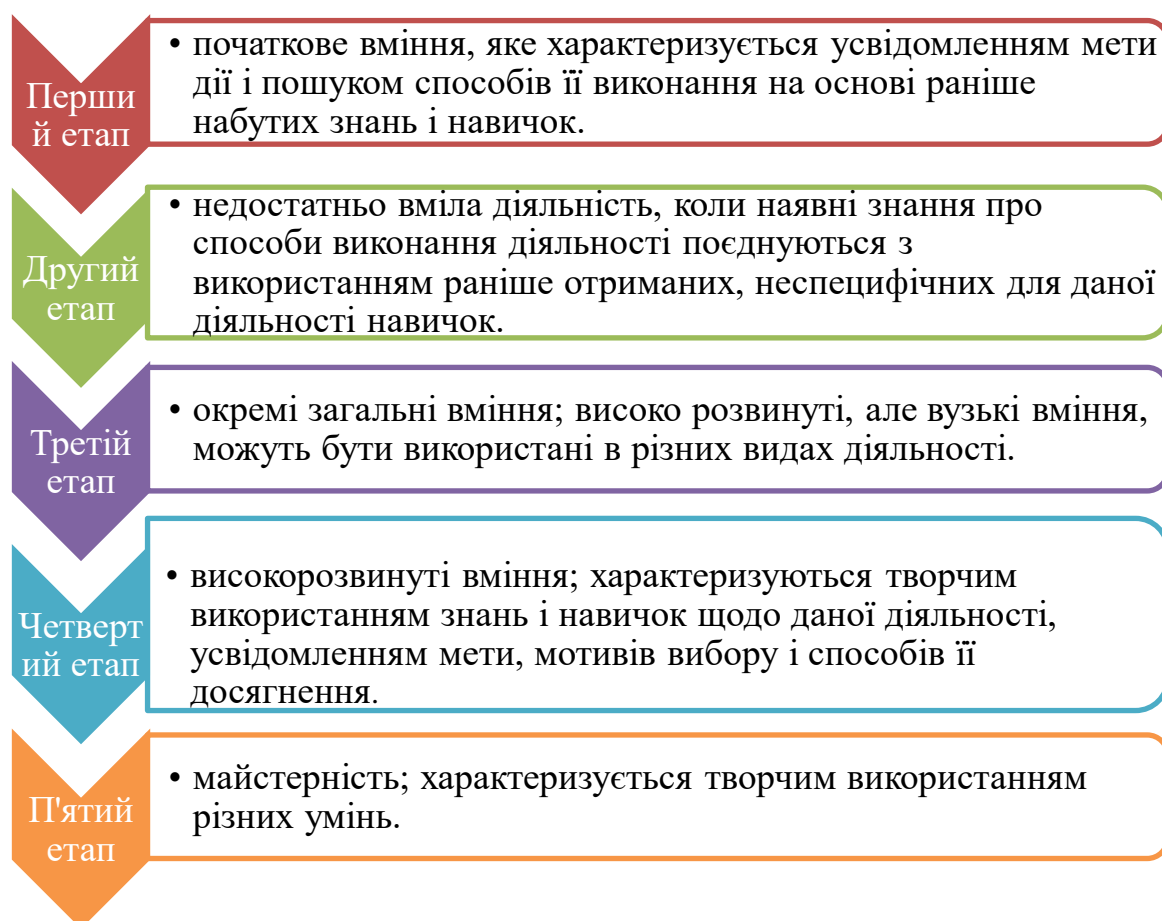 Перши
й етап
• початкове вміння, яке характеризується усвідомленням мети
дії і пошуком способів її виконання на основі раніше
набутих знань і навичок.
Другий
етап
• недостатньо вміла діяльність, коли наявні знання про
способи виконання діяльності поєднуються з
використанням раніше отриманих, неспецифічних для даної
діяльності навичок.
Третій
етап
• окремі загальні вміння; високо розвинуті, але вузькі вміння,
можуть бути використані в різних видах діяльності.
Четверт
ий етап
• високорозвинуті вміння; характеризуються творчим
використанням знань і навичок щодо даної діяльності,
усвідомленням мети, мотивів вибору і способів її
досягнення.
П'ятий
етап
• майстерність; характеризується творчим використанням
різних умінь.